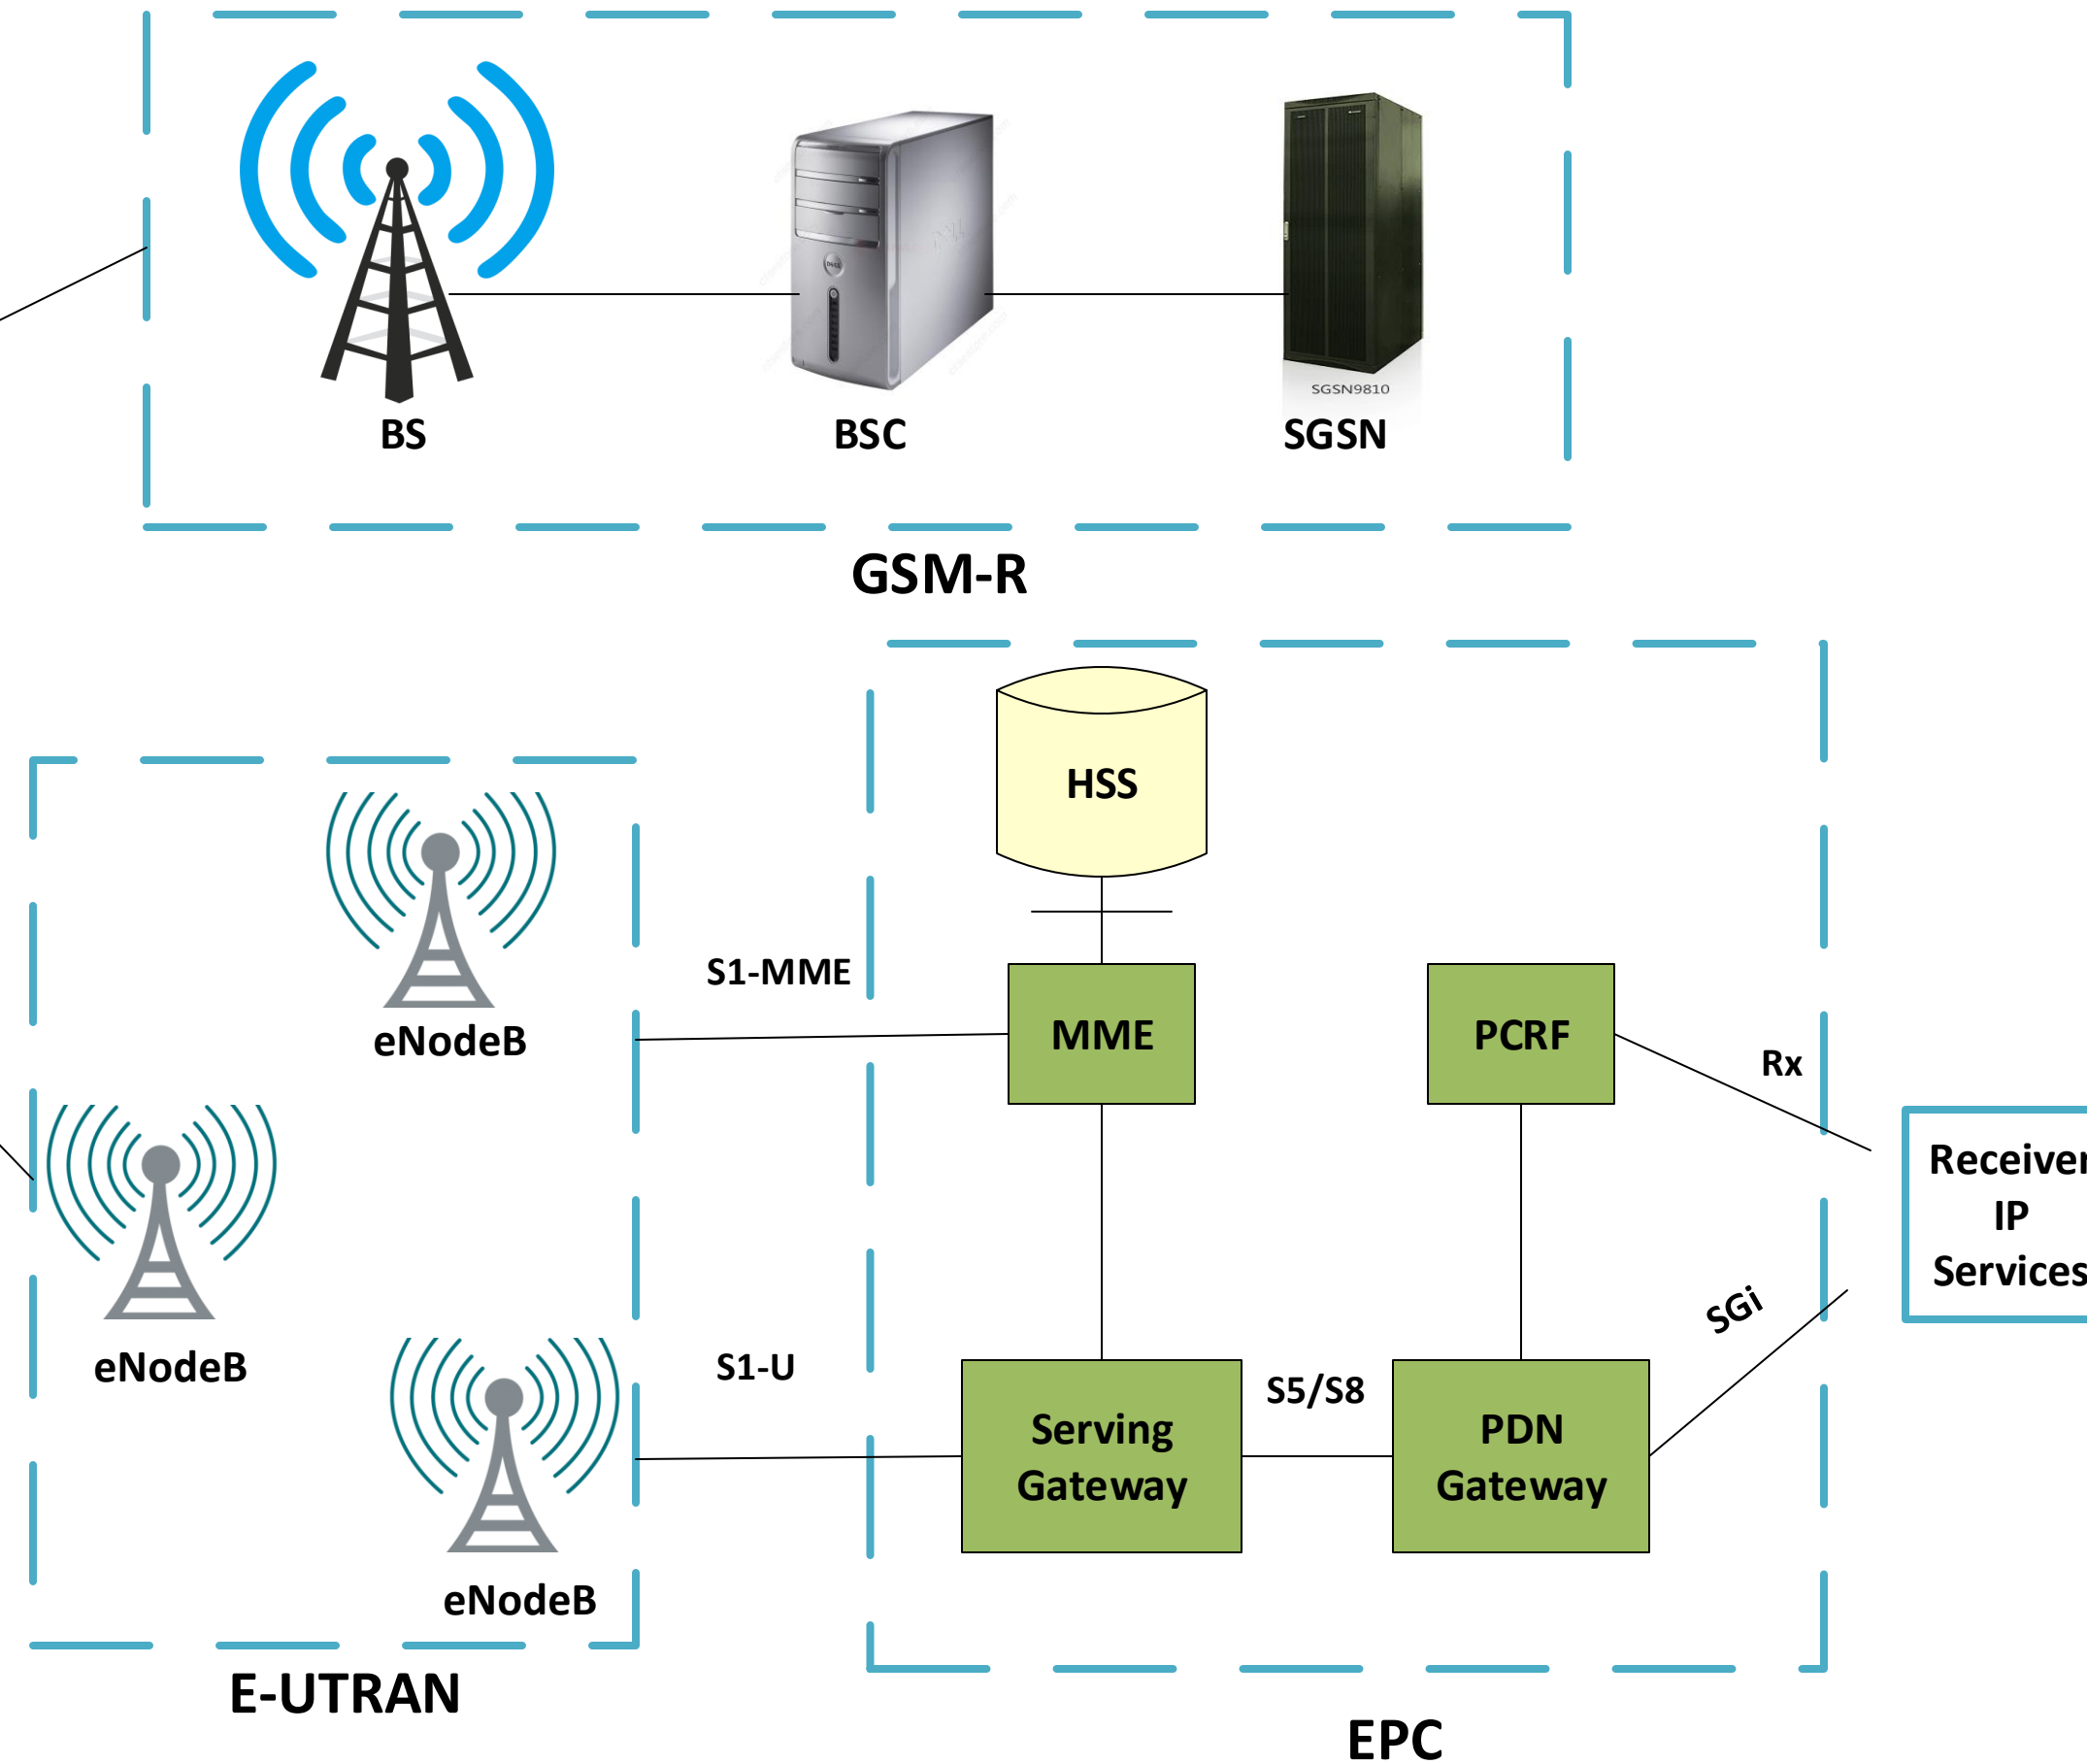 SGSN9810
BS
BSC
SGSN
GSM-R
HSS
S1-MME
eNodeB
MME
PCRF
Rx
Receiver
IP
Services
eNodeB
S1-U
SGi
S5/S8
Serving
Gateway
PDN
Gateway
eNodeB
E-UTRAN
EPC